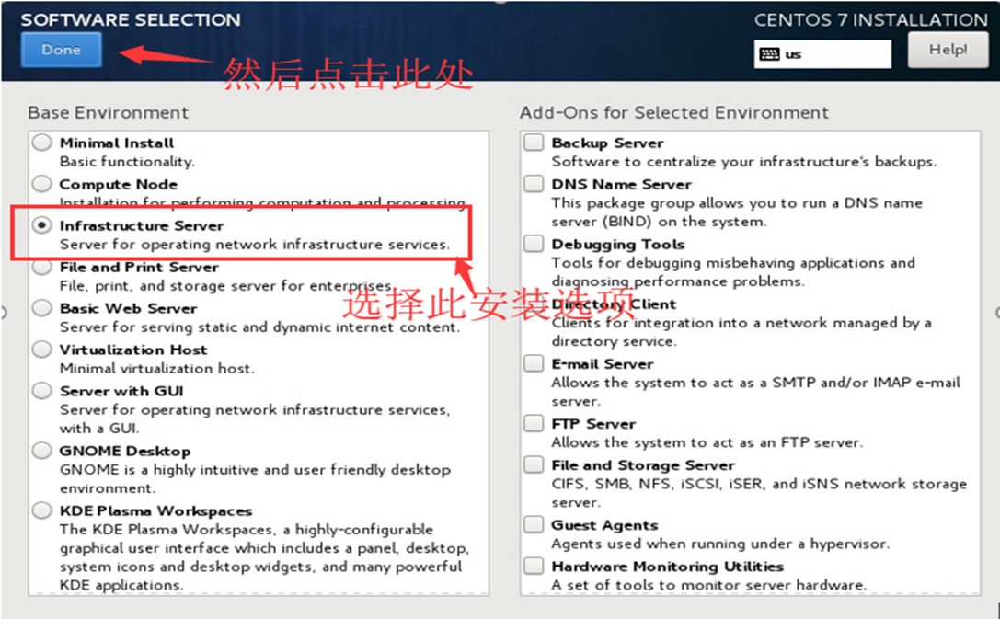 SOFTWARE SELECTION
CENTOS 7 INSTALLATION
Done
us
Help!
然后点击此处
Base Environment
Minimal Install
Basic functionality.
Compute Node
Installation for performing computation and processing.
Infrastructure Server
Server for operating network infrastructure services.
File and Print Server
File, print, and storage server for enterprises.
选择此安装选项
Basic Web Server
Server for serving static and dynamic internet content.
Virtualization Host
Minimal virtualization host.
Server with GUI
Server for operating network infrastructure services,
with a GUI.
GNOME Desktop
GNOME is a highly intuitive and user friendly desktop
environment.
KDE Plasma Workspaces
The KDE Plasma Workspaces, a highly-configurable
graphical user interface which includes a panel, desktop,
system icons and desktop widgets, and many powerful
KDE applications.
Add-Ons for Selected Environment
Backup Server
Software to centralize your infrastructure's backups.
DNS Name Server
This package group allows you to run a DNS name
server (BIND) on the system.
Debugging Tools
Tools for debugging misbehaving applications and
diagnosing performance problems.
Directory Client
Clients for integration into a network managed by a
directory service.
E-mail Server
Allows the system to act as a SMTP and/or IMAP e-mail
server.
FTP Server
Allows the system to act as an FTP server.
File and Storage Server
CIFS, SMB, NFS, iSCSI, iSER, and iSNS network storage
server.
Guest Agents
Agents used when running under a hypervisor.
Hardware Monitoring Utilities
A set of tools to monitor server hardware.